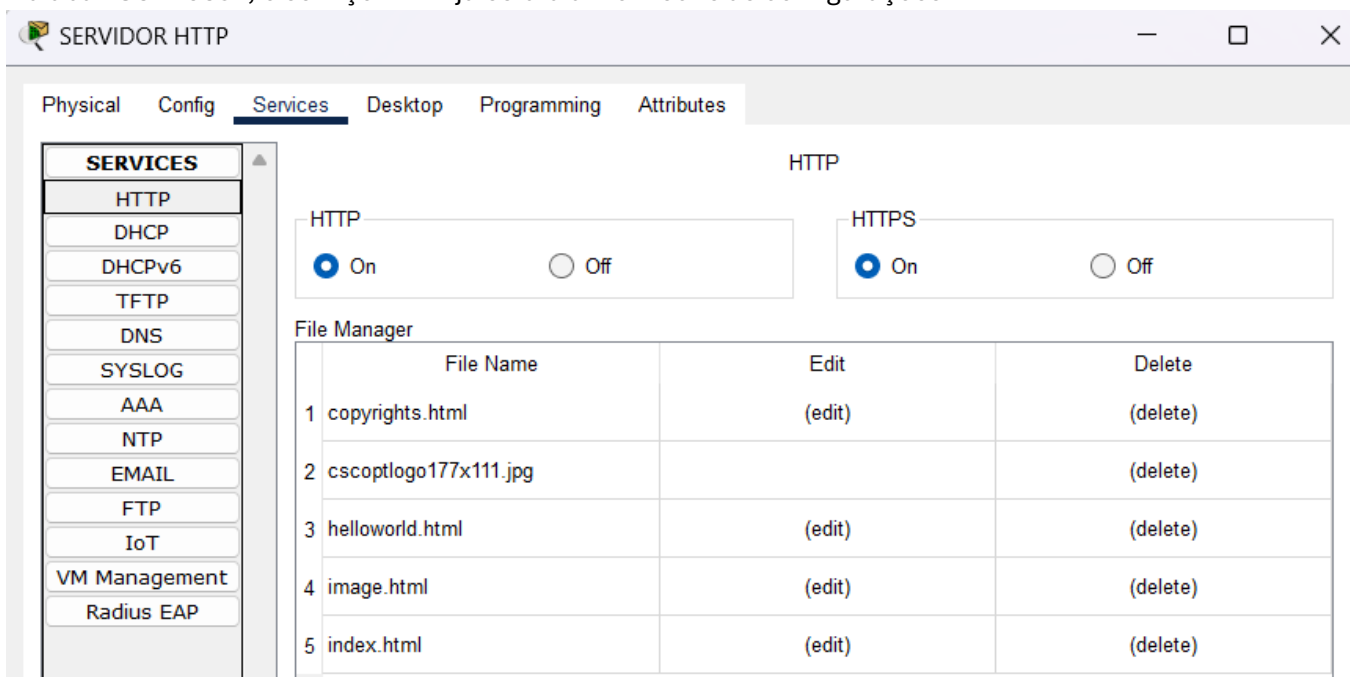 SERVIDOR HTTP
Physical Config Services Desktop Programming Attributes
SERVICES
HTTP
DHCP
DHCPv6
TFTP
DNS
SYSLOG
AAA
NTP
EMAIL
FTP
IoT
VM Management
Radius EAP
HTTP
HTTP
On Off
HTTPS
On Off
File Manager
File Name Edit Delete
1 copyrights.html (edit) (delete)
2 cscoptlogo177x111.jpg (delete)
3 helloworld.html (edit) (delete)
4 image.html (edit) (delete)
5 index.html (edit) (delete)